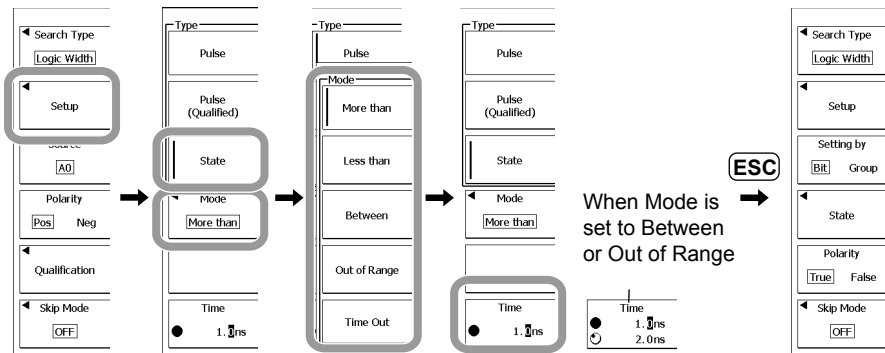 Search Type
Logic Width
Setup
Source
A0
Polarity
Pos Neg
Qualification
Skip Mode
OFF
Type
Pulse
Pulse
(Qualified)
State
Mode
More than
Time
1.0ns
Type
Pulse
Mode
More than
Less than
Between
Out of Range
Time Out
Type
Pulse
Pulse
(Qualified)
State
Mode
More than
Time
1.0ns
When Mode is
set to Between
or Out of Range
Time
1.0ns
2.0ns
ESC
Search Type
Logic Width
Setup
Setting by
Bit Group
State
Polarity
True False
Skip Mode
OFF